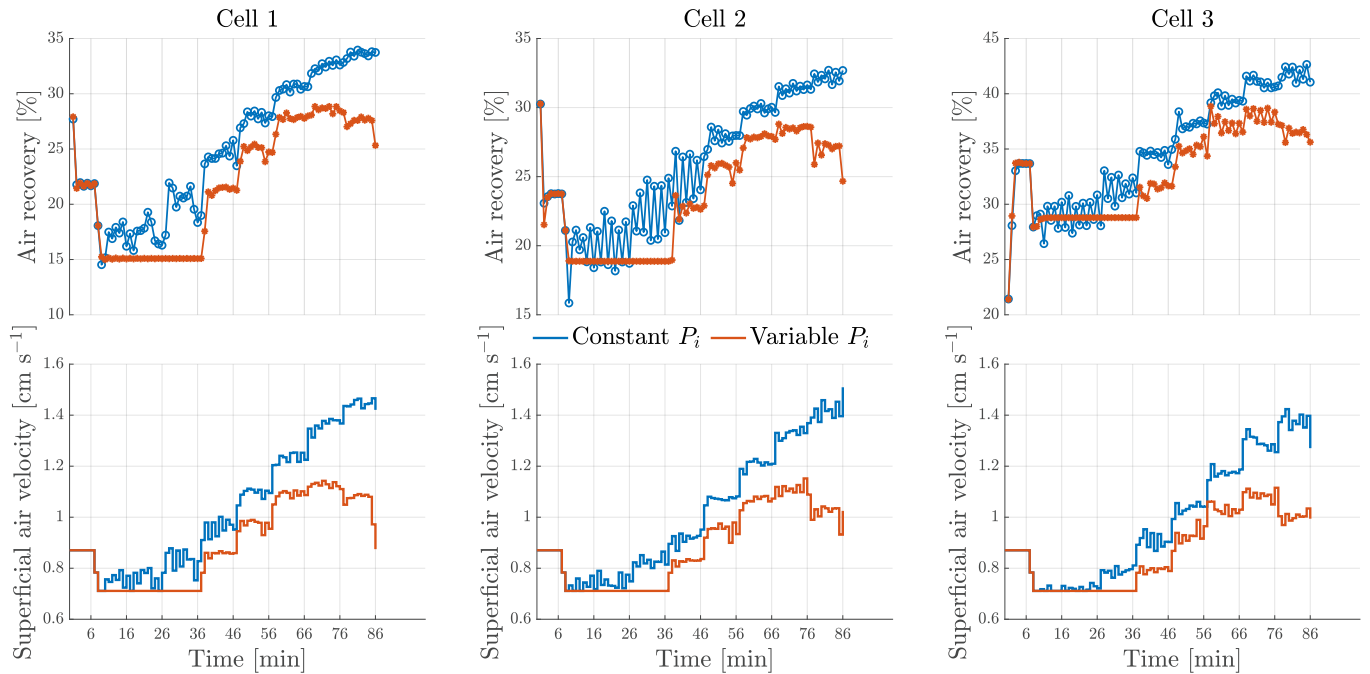 Cell 1
Cell 2
Cell 3
Air recovery [%]
35
30
25
20
15
10
Air recovery [%]
35
30
25
20
15
Air recovery [%]
45
40
35
30
25
20
Constant P_i
Variable P_i
Superficial air velocity [cm s⁻¹]
1.6
1.4
1.2
1
0.8
0.6
6 16 26 36 46 56 66 76 86
Time [min]
Superficial air velocity [cm s⁻¹]
1.6
1.4
1.2
1
0.8
0.6
6 16 26 36 46 56 66 76 86
Time [min]
Superficial air velocity [cm s⁻¹]
1.6
1.4
1.2
1
0.8
0.6
6 16 26 36 46 56 66 76 86
Time [min]